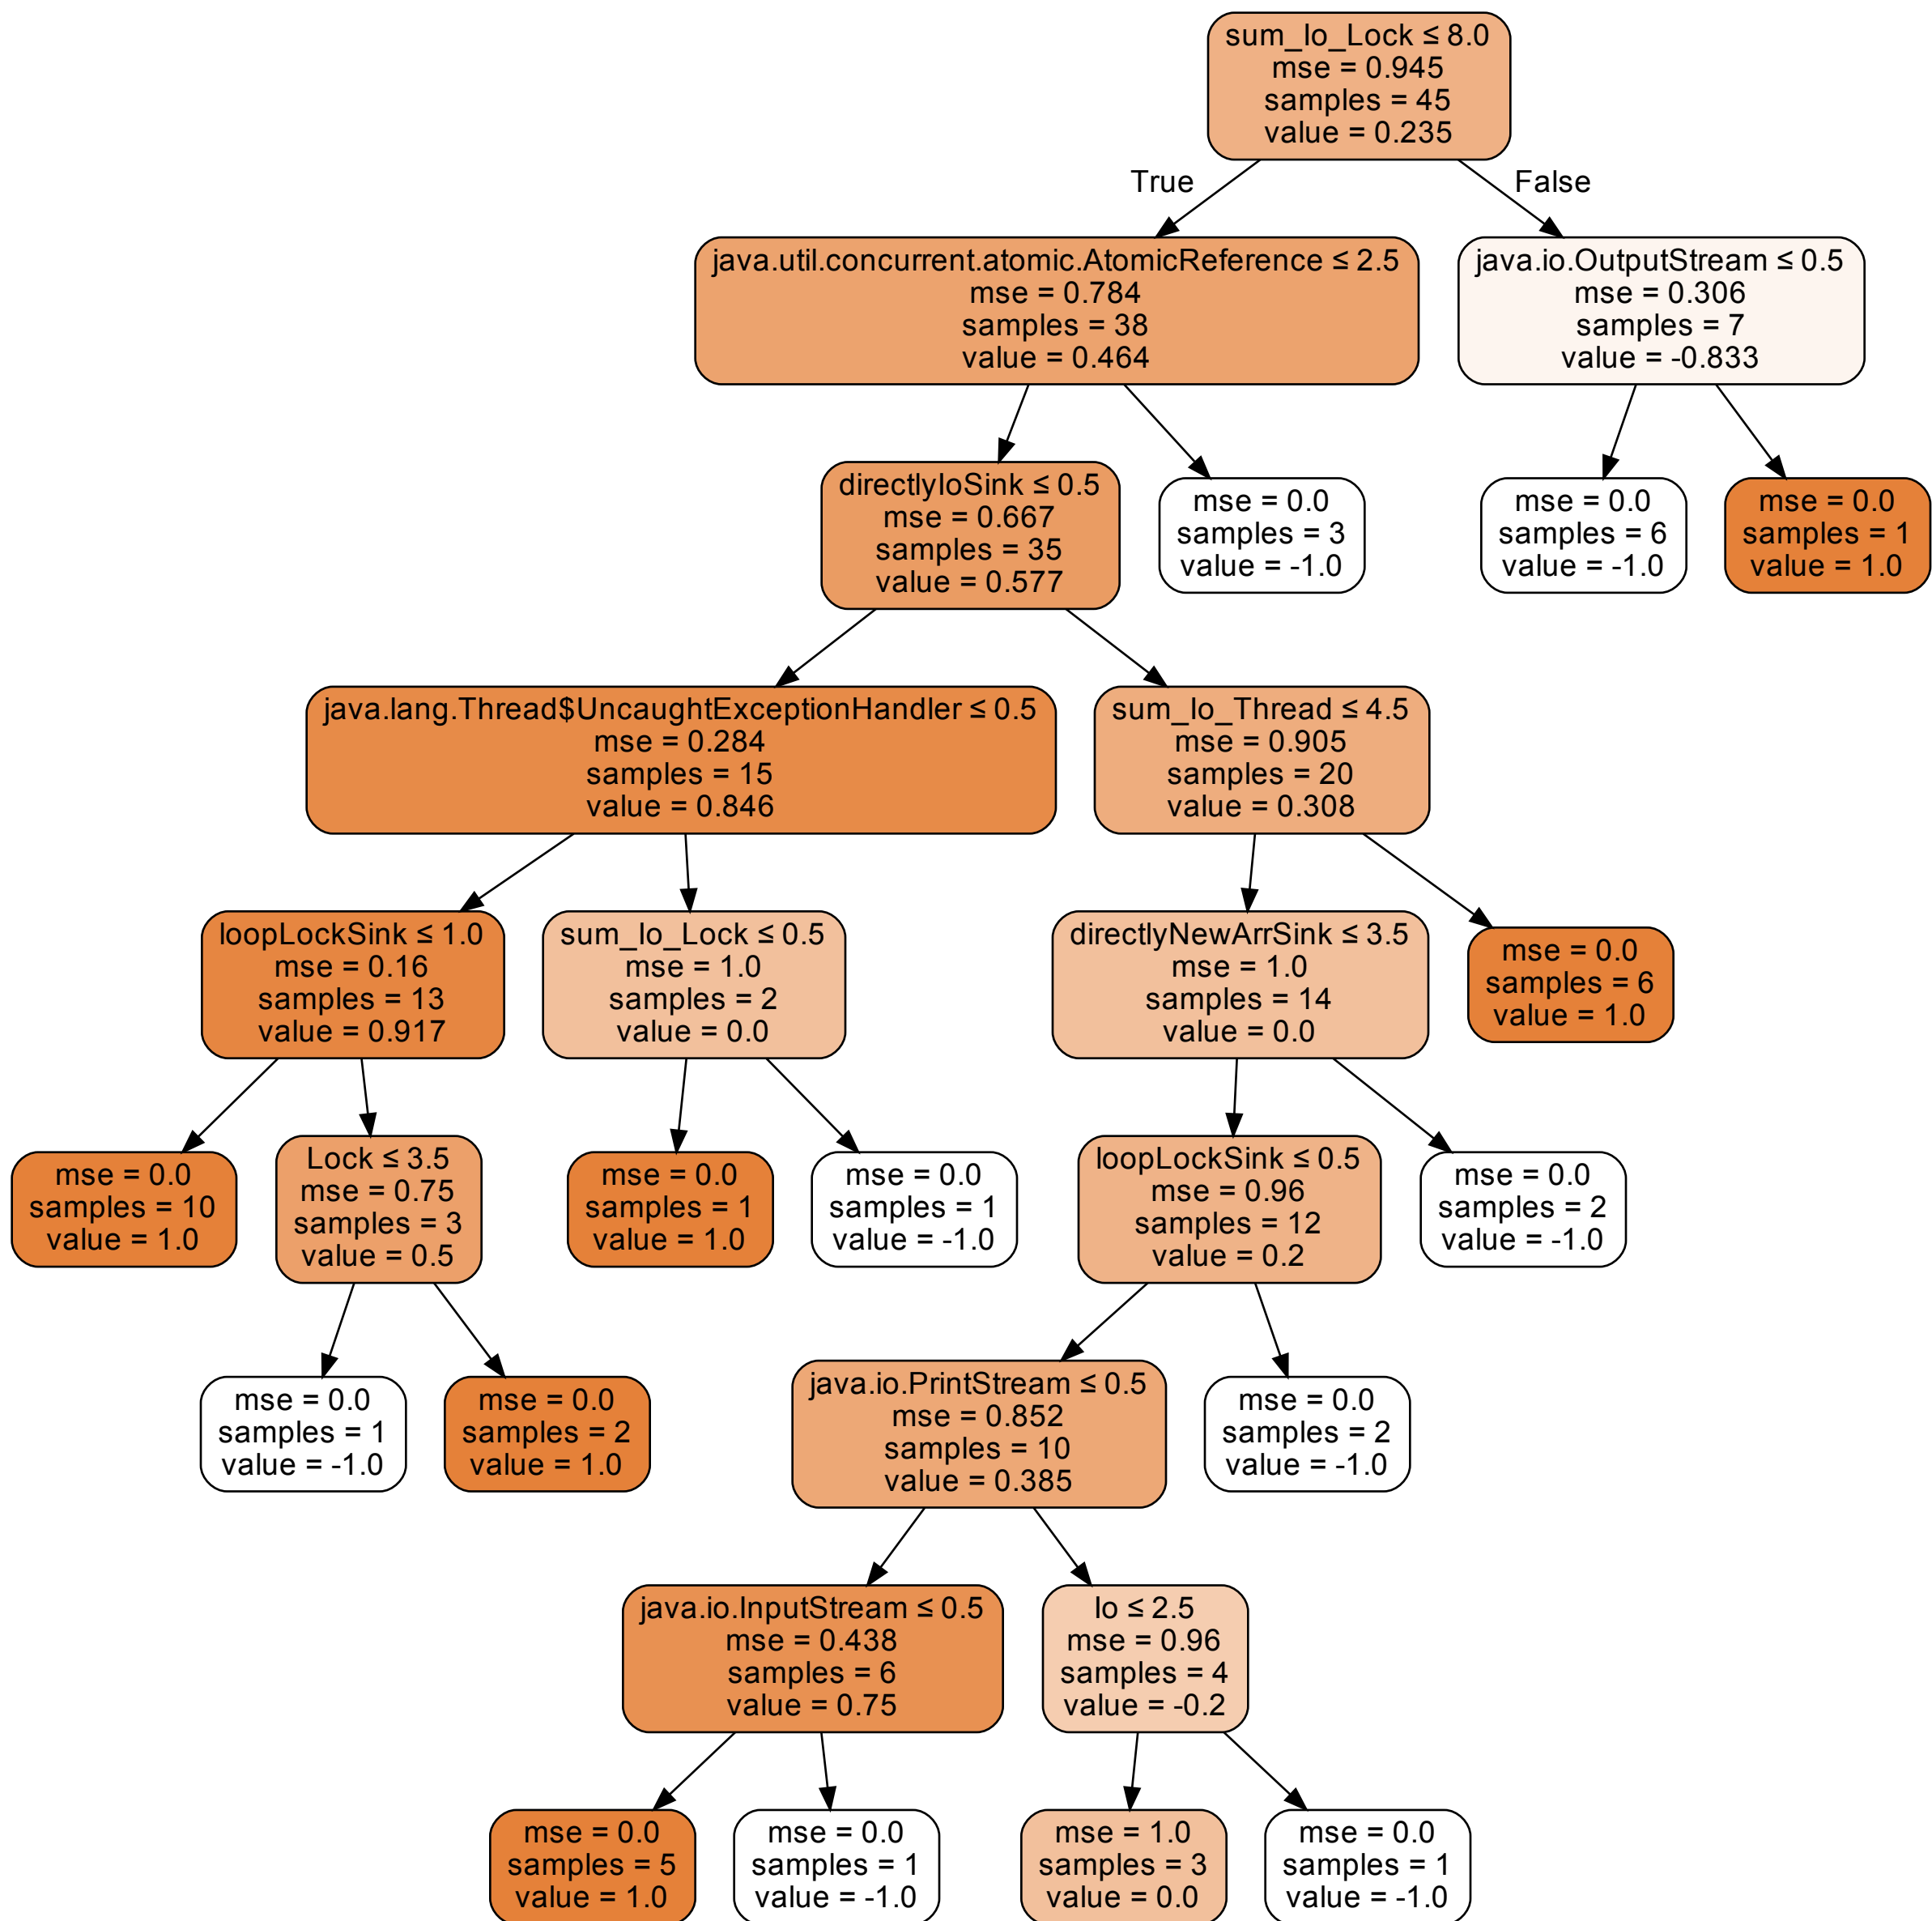 sum_Io_Lock ≤ 8.0
mse = 0.945
samples = 45
value = 0.235
True
False
java.util.concurrent.atomic.AtomicReference ≤ 2.5
mse = 0.784
samples = 38
value = 0.464
java.io.OutputStream ≤ 0.5
mse = 0.306
samples = 7
value = -0.833
directlyIoSink ≤ 0.5
mse = 0.667
samples = 35
value = 0.577
mse = 0.0
samples = 3
value = -1.0
mse = 0.0
samples = 6
value = -1.0
mse = 0.0
samples = 1
value = 1.0
java.lang.Thread$UncaughtExceptionHandler ≤ 0.5
mse = 0.284
samples = 15
value = 0.846
sum_Io_Thread ≤ 4.5
mse = 0.905
samples = 20
value = 0.308
loopLockSink ≤ 1.0
mse = 0.16
samples = 13
value = 0.917
sum_Io_Lock ≤ 0.5
mse = 1.0
samples = 2
value = 0.0
directlyNewArrSink ≤ 3.5
mse = 1.0
samples = 14
value = 0.0
mse = 0.0
samples = 6
value = 1.0
mse = 0.0
samples = 10
value = 1.0
Lock ≤ 3.5
mse = 0.75
samples = 3
value = 0.5
mse = 0.0
samples = 1
value = 1.0
mse = 0.0
samples = 1
value = -1.0
loopLockSink ≤ 0.5
mse = 0.96
samples = 12
value = 0.2
mse = 0.0
samples = 2
value = -1.0
mse = 0.0
samples = 1
value = -1.0
mse = 0.0
samples = 2
value = 1.0
java.io.PrintStream ≤ 0.5
mse = 0.852
samples = 10
value = 0.385
mse = 0.0
samples = 2
value = -1.0
java.io.InputStream ≤ 0.5
mse = 0.438
samples = 6
value = 0.75
Io ≤ 2.5
mse = 0.96
samples = 4
value = -0.2
mse = 0.0
samples = 5
value = 1.0
mse = 0.0
samples = 1
value = -1.0
mse = 1.0
samples = 3
value = 0.0
mse = 0.0
samples = 1
value = -1.0